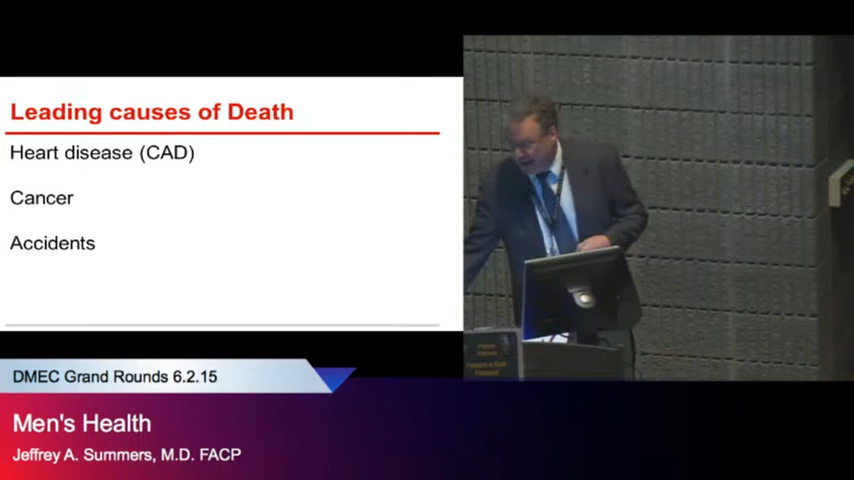 Leading causes of Death
Heart disease (CAD)
Cancer
Accidents
DMEC Grand Rounds 6.2.15
Men's Health
Jeffrey A. Summers, M.D. FACP